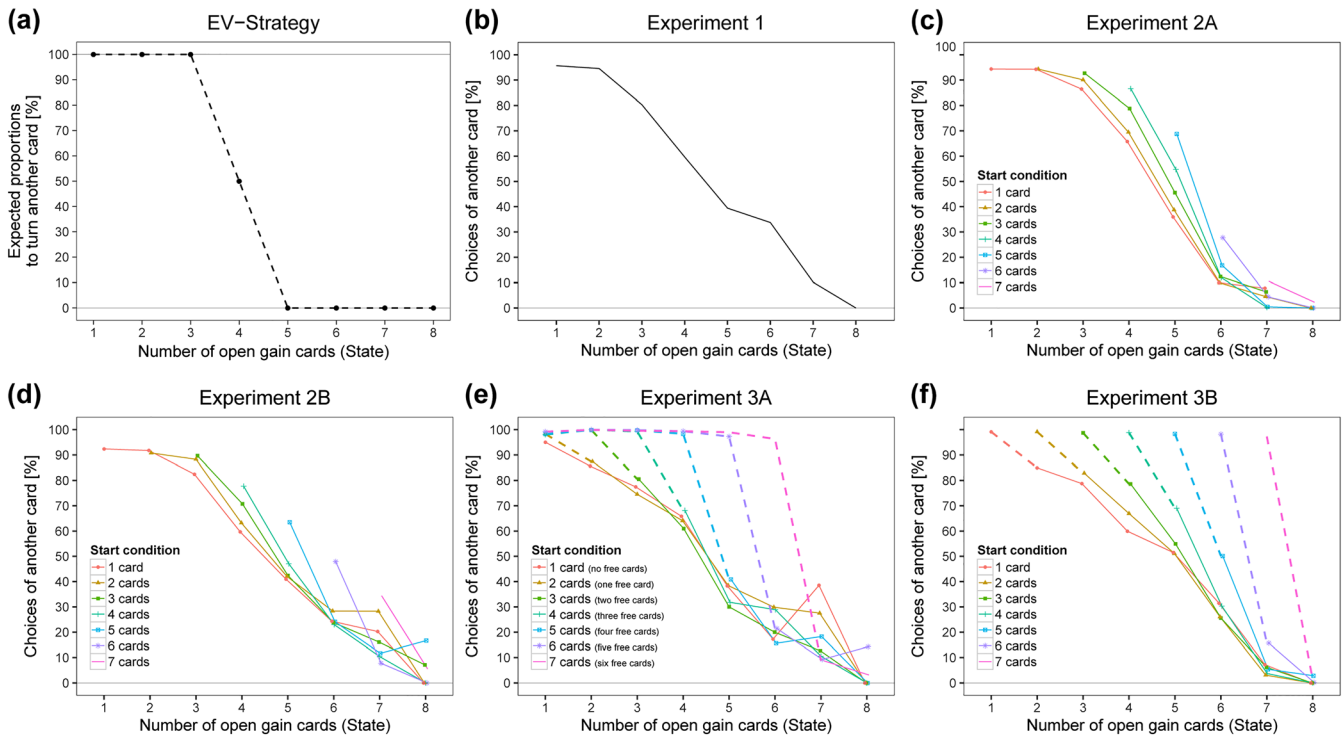 (a)
EV−Strategy
Expected proportions
to turn another card [%]
100
90
80
70
60
50
40
30
20
10
0
1 2 3 4 5 6 7 8
Number of open gain cards (State)
(b)
Experiment 1
Choices of another card [%]
100
90
80
70
60
50
40
30
20
10
0
1 2 3 4 5 6 7 8
Number of open gain cards (State)
(c)
Experiment 2A
Choices of another card [%]
100
90
80
70
60
50
40
30
20
10
0
Start condition
1 card
2 cards
3 cards
4 cards
5 cards
6 cards
7 cards
1 2 3 4 5 6 7 8
Number of open gain cards (State)
(d)
Experiment 2B
Choices of another card [%]
100
90
80
70
60
50
40
30
20
10
0
Start condition
1 card
2 cards
3 cards
4 cards
5 cards
6 cards
7 cards
1 2 3 4 5 6 7 8
Number of open gain cards (State)
(e)
Experiment 3A
Choices of another card [%]
100
90
80
70
60
50
40
30
20
10
0
Start condition
1 card (no free cards)
2 cards (one free card)
3 cards (two free cards)
4 cards (three free cards)
5 cards (four free cards)
6 cards (five free cards)
7 cards (six free cards)
1 2 3 4 5 6 7 8
Number of open gain cards (State)
(f)
Experiment 3B
Choices of another card [%]
100
90
80
70
60
50
40
30
20
10
0
Start condition
1 card
2 cards
3 cards
4 cards
5 cards
6 cards
7 cards
1 2 3 4 5 6 7 8
Number of open gain cards (State)